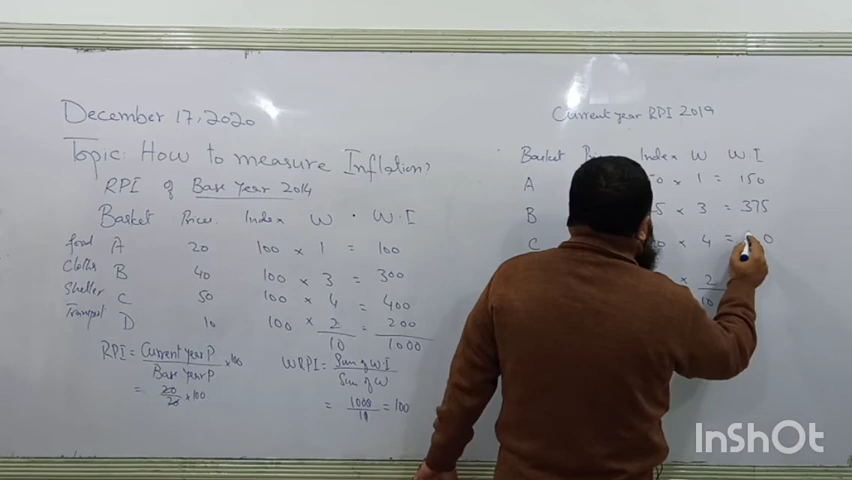 December 17, 2020
Topic: How to measure Inflation?
RPI of Base Year 2014
Basket Price Index W . W.I
food A 20 100 × 1 = 100
Cloths B 40 100 × 3 = 300
Shelter C 50 100 × 4 = 400
Transport D 10 100 × 2 = 200
10 1000
RPI = Current year P / Base Year P × 100
= 20/20 × 100
WRPI = Sum of W I / Sum of W
= 1000/10 = 100
Current year RPI 2019
Basket Index W W I
A × 1 = 150
B × 3 = 375
C × 4 =
× 2
10
InShOt